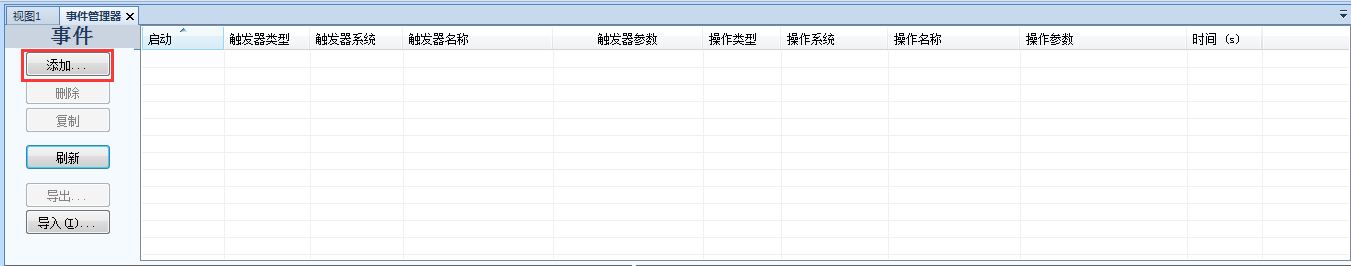 视图1 事件管理器
事件
启动 触发器类型 触发器系统 触发器名称 触发器参数 操作类型 操作系统 操作名称 操作参数 时间 (s)
添加...
删除
复制
刷新
导出...
导入(I)...